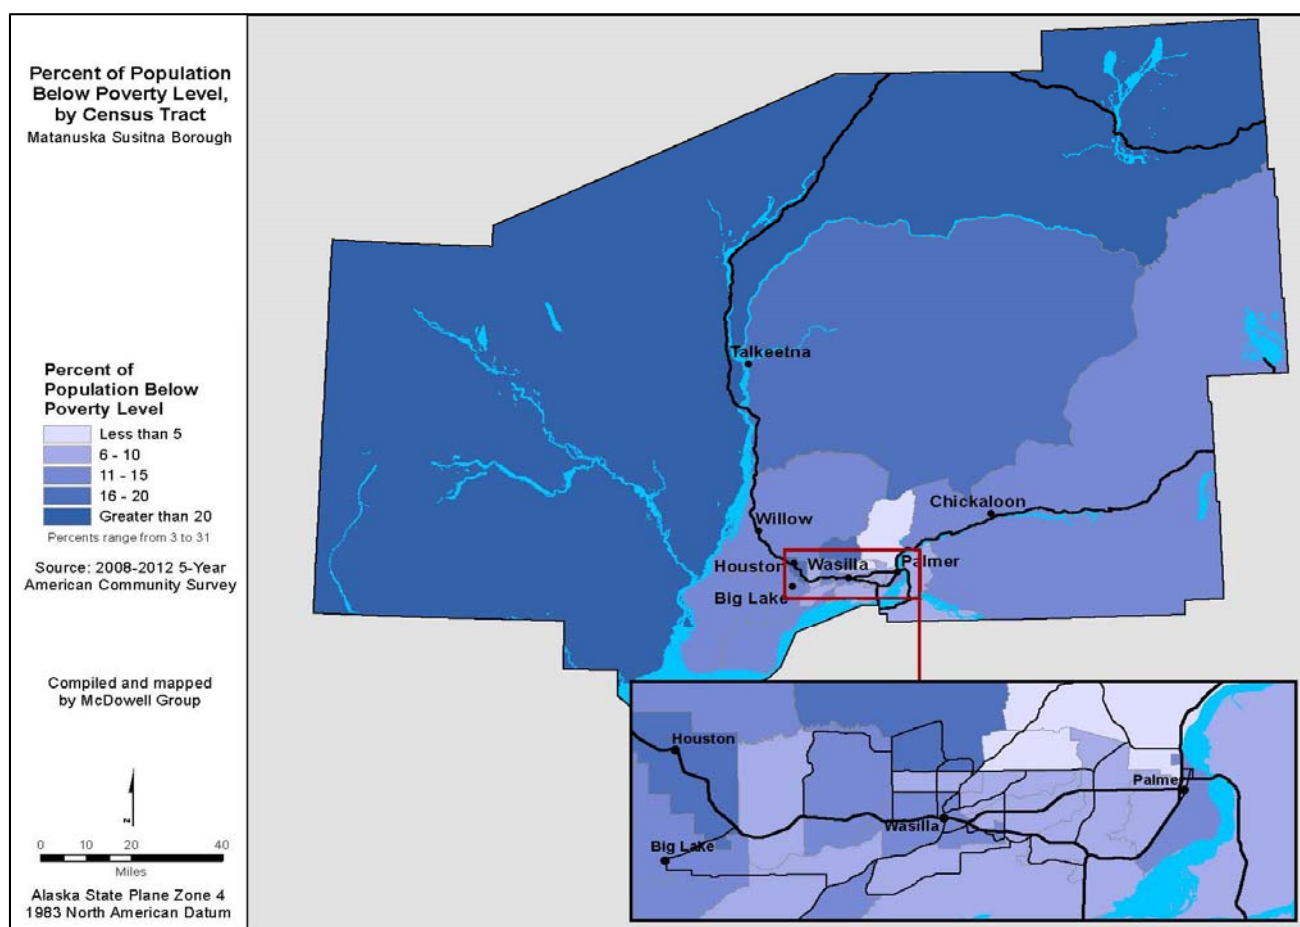 Percent of Population
Below Poverty Level,
by Census Tract
Matanuska Susitna Borough
Percent of
Population Below
Poverty Level
Less than 5
6 - 10
11 - 15
16 - 20
Greater than 20
Percents range from 3 to 31
Source: 2008-2012 5-Year
American Community Survey
Compiled and mapped
by McDowell Group
N
0 10 20 40
Miles
Alaska State Plane Zone 4
1983 North American Datum
Talkeetna
Chickaloon
Willow
Houston
Wasilla
Palmer
Big Lake
Houston
Palmer
Wasilla
Big Lake